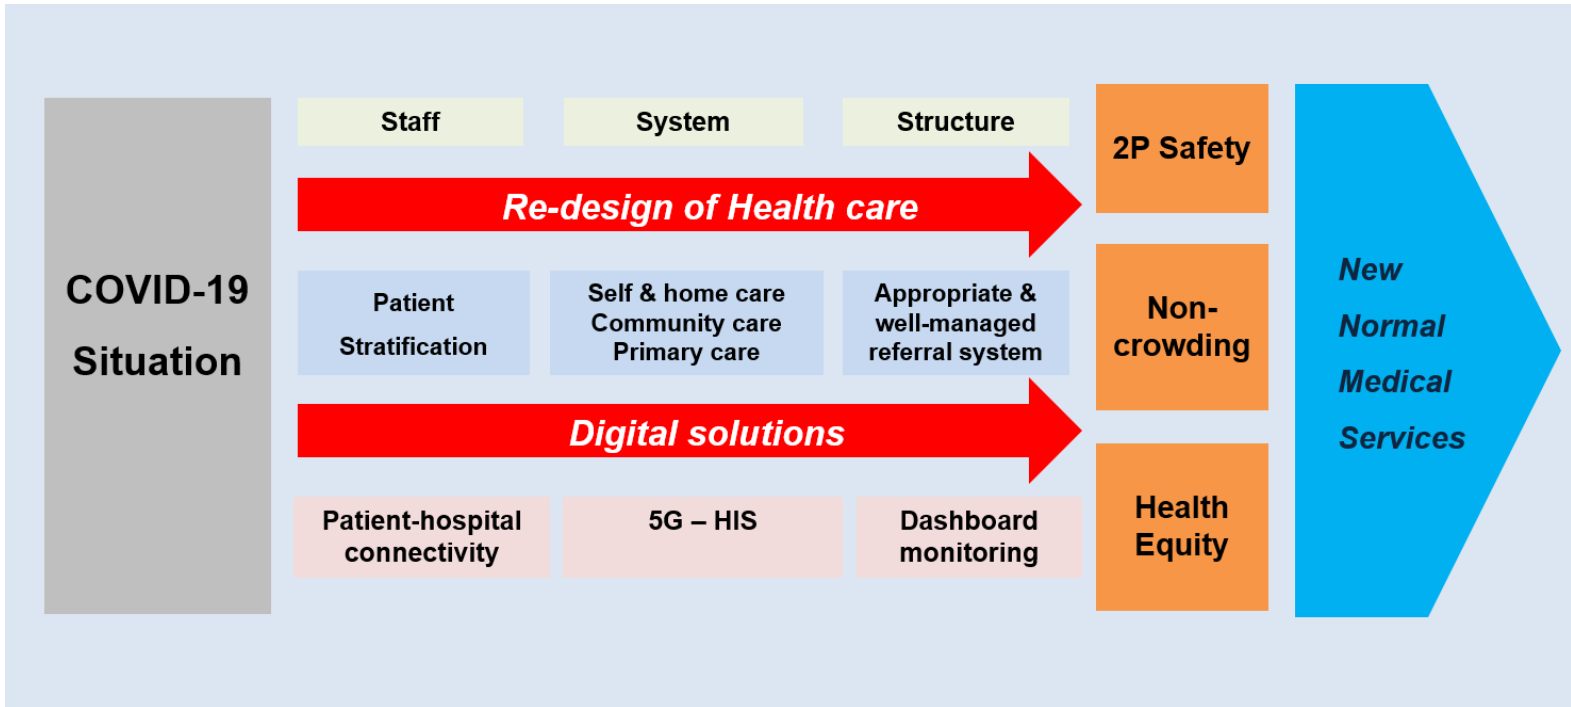 COVID-19
Situation
Staff
System
Structure
Re-design of Health care
Patient
Stratification
Self & home care
Community care
Primary care
Appropriate &
well-managed
referral system
Digital solutions
Patient-hospital
connectivity
5G – HIS
Dashboard
monitoring
2P Safety
Non-
crowding
Health
Equity
New
Normal
Medical
Services